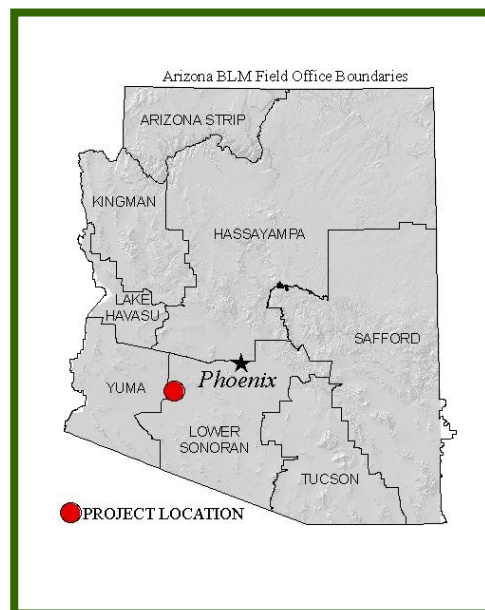 Arizona BLM Field Office Boundaries
ARIZONA STRIP
KINGMAN
HASSAYAMPA
LAKE
HAVASU
SAFFORD
Phoenix
YUMA
LOWER
SONORAN
TUCSON
PROJECT LOCATION